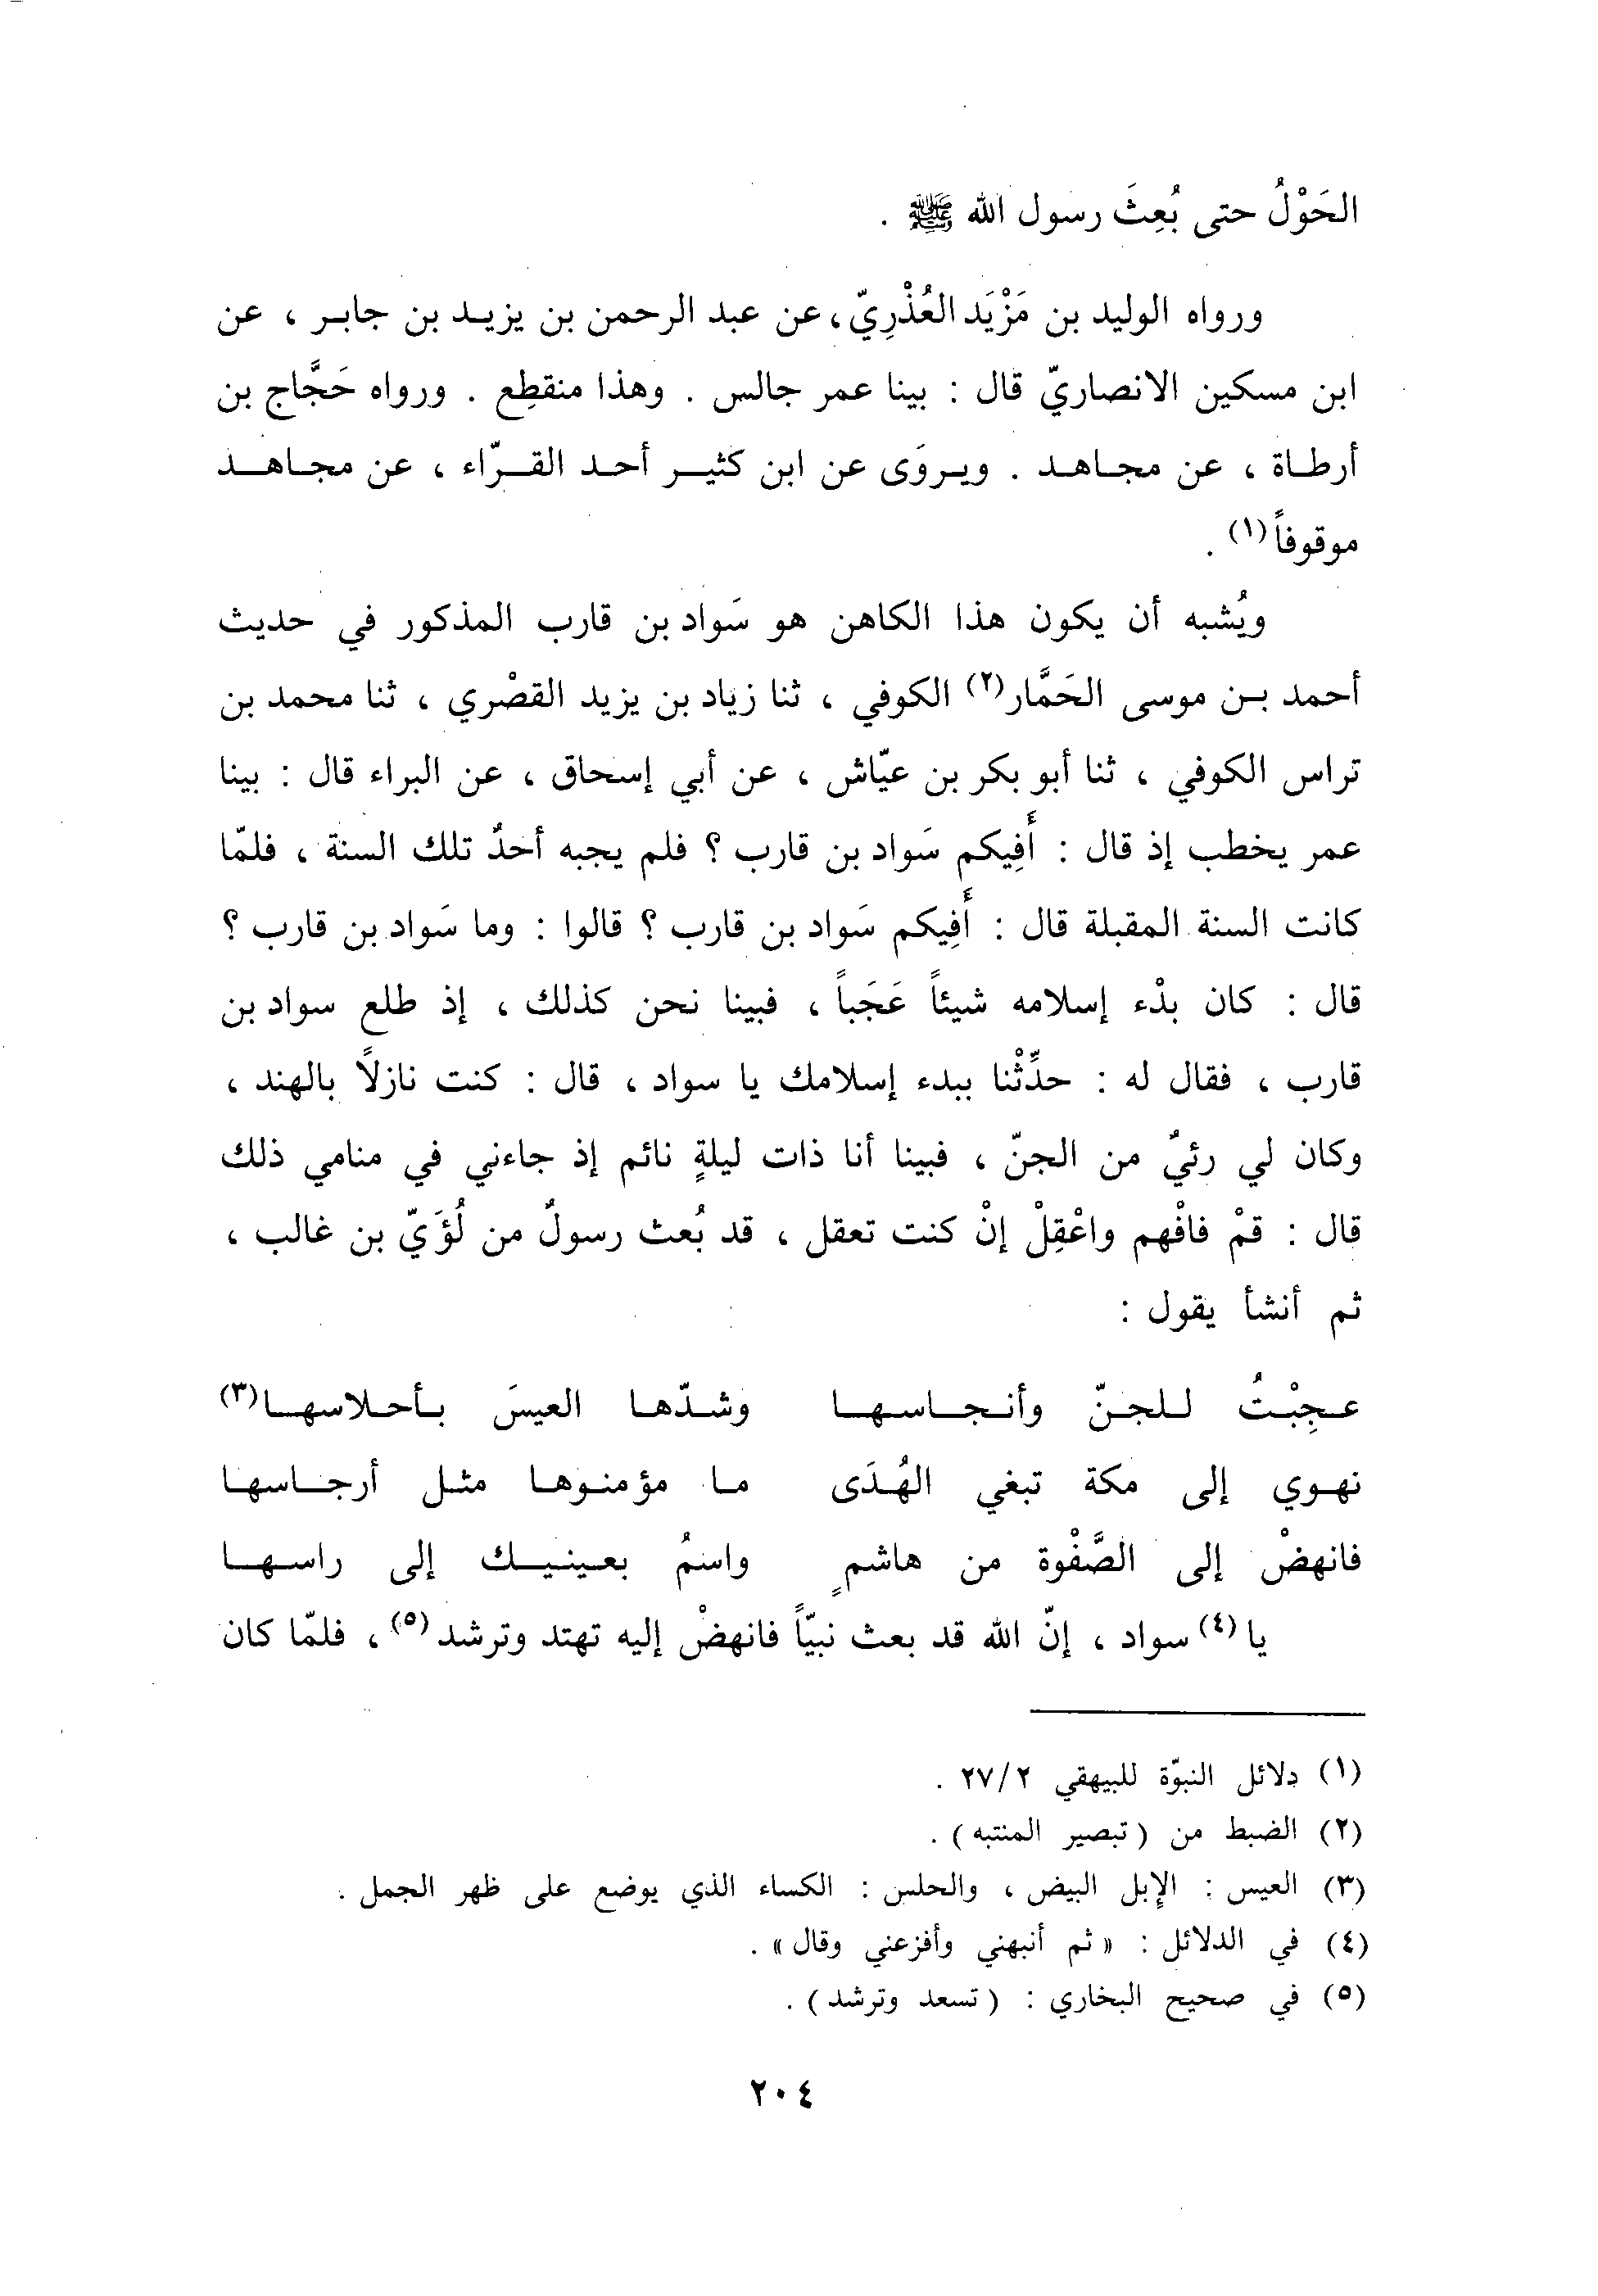 الحَوْلُ حتى بُعِثَ رسول الله ﷺ .
ورواه الوليد بن مَزْيَد العُذْرِيّ، عن عبد الرحمن بن يزيد بن جابر ، عن
ابن مسكين الانصاريّ قال : بينا عمر جالس . وهذا منقطِع . ورواه حَجَّاج بن
أرطاة ، عن مجاهد . ويروَى عن ابن كثير أحد القرّاء ، عن مجاهد
موقوفاً(١) .
ويُشبه أن يكون هذا الكاهن هو سَواد بن قارب المذكور في حديث
أحمد بن موسى الحَمَّار(٢) الكوفي ، ثنا زياد بن يزيد القصْري ، ثنا محمد بن
تراس الكوفي ، ثنا أبو بكر بن عيّاش ، عن أبي إسحاق ، عن البراء قال : بينا
عمر يخطب إذ قال : أَفِيكم سَواد بن قارب ؟ فلم يجبه أحدٌ تلك السنة ، فلمّا
كانت السنة المقبلة قال : أَفِيكم سَواد بن قارب ؟ قالوا : وما سَواد بن قارب ؟
قال : كان بدْء إسلامه شيئاً عَجَباً ، فبينا نحن كذلك ، إذ طلع سواد بن
قارب ، فقال له : حدِّثْنا ببدء إسلامك يا سواد ، قال : كنت نازلاً بالهند ،
وكان لي رئيٌ من الجنّ ، فبينا أنا ذات ليلةٍ نائم إذ جاءني في منامي ذلك
قال : قمْ فافْهم واعْقِلْ إنْ كنت تعقل ، قد بُعث رسولٌ من لُؤَيّ بن غالب ،
ثم أنشأ يقول :
عجِبْتُ للجنّ وأنجاسها وشدّها العيسَ بأحلاسها(٣)
نهوي إلى مكة تبغي الهُدَى ما مؤمنوها مثل أرجاسها
فانهضْ إلى الصَّفْوة من هاشمٍ واسمُ بعينيك إلى راسها
يا(٤) سواد ، إنّ الله قد بعث نبيّاً فانهضْ إليه تهتد وترشد(٥) ، فلمّا كان
(١) دلائل النبوّة للبيهقي ٢٧/٢ .
(٢) الضبط من (تبصير المنتبه) .
(٣) العيس : الإبل البيض ، والحلس : الكساء الذي يوضع على ظهر الجمل .
(٤) في الدلائل : « ثم أنبهني وأفزعني وقال» .
(٥) في صحيح البخاري : (تسعد وترشد) .
٢٠٤